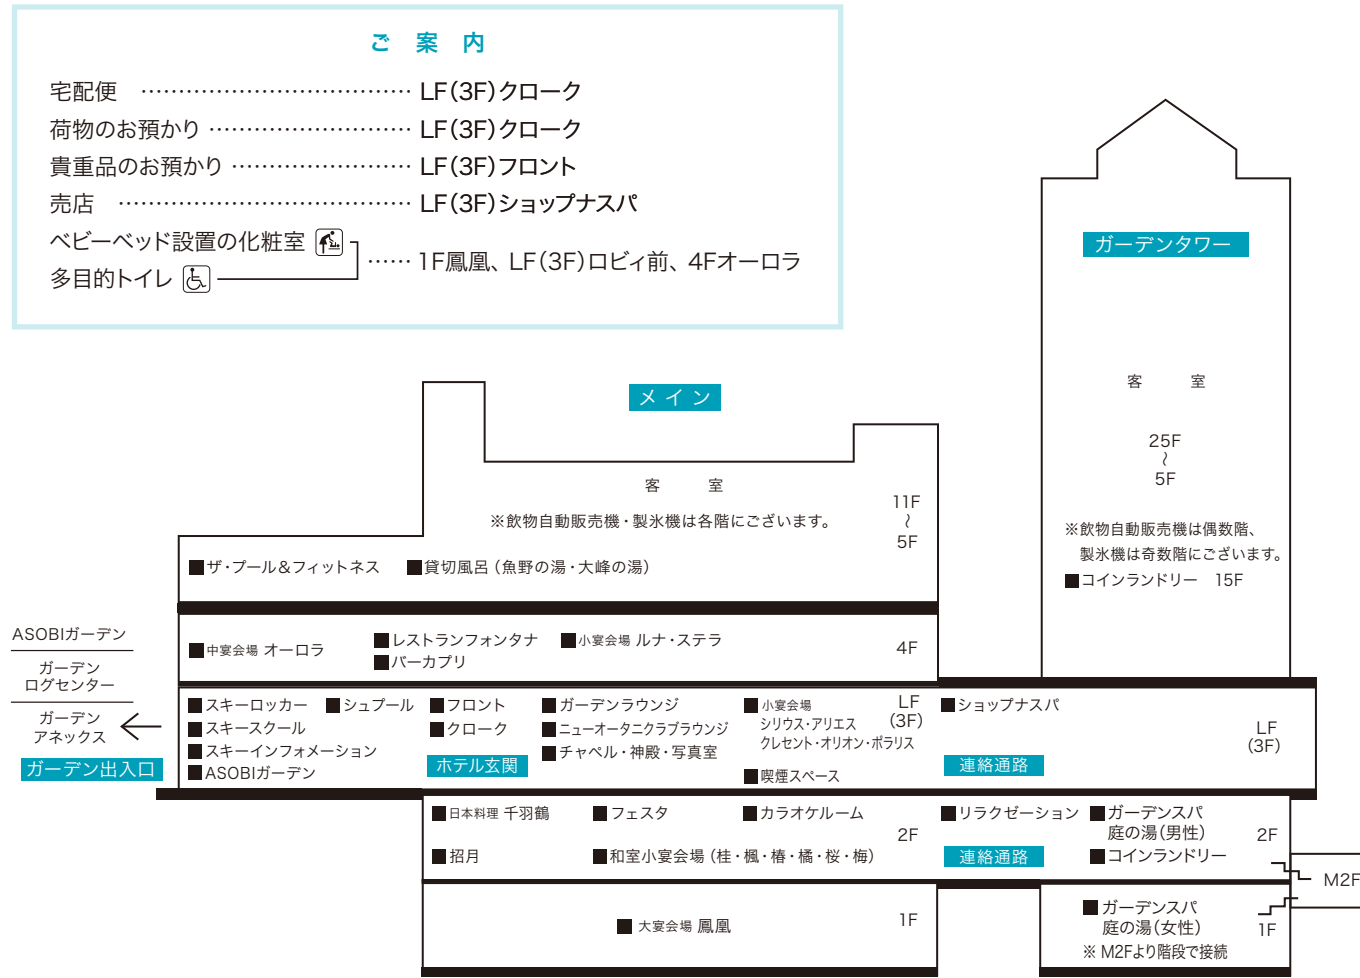 ご案内
宅配便 ………………………………… LF(3F)クローク
荷物のお預かり ………………………… LF(3F)クローク
貴重品のお預かり ……………………… LF(3F)フロント
売店 …………………………………… LF(3F)ショップナスパ
ベビーベッド設置の化粧室
多目的トイレ
…… 1F鳳凰、LF(3F)ロビィ前、4Fオーロラ
ガーデンタワー
客室
25F
〜
5F
※飲物自動販売機は偶数階、
製氷機は奇数階にございます。
■コインランドリー 15F
メイン
客室
※飲物自動販売機・製氷機は各階にございます。
11F
〜
5F
■ザ・プール&フィットネス ■貸切風呂(魚野の湯・大峰の湯)
■中宴会場 オーロラ
■レストランフォンタナ
■バーカプリ
■小宴会場 ルナ・ステラ
4F
ASOBIガーデン
ガーデン
ログセンター
ガーデン
アネックス
ガーデン出入口
■スキーロッカー ■シュプール
■スキースクール
■スキーインフォメーション
■ASOBIガーデン
■フロント
■クローク
ホテル玄関
■ガーデンラウンジ
■ニューオータニクラブラウンジ
■チャペル・神殿・写真室
■小宴会場
シリウス・アリエス
クレセント・オリオン・ポラリス
■喫煙スペース
LF
(3F)
■ショップナスパ
連絡通路
LF
(3F)
■日本料理 千羽鶴
■招月
■フェスタ
■カラオケルーム
■和室小宴会場(桂・楓・椿・橘・桜・梅)
2F
■リラクゼーション
連絡通路
■ガーデンスパ
庭の湯(男性)
■コインランドリー
2F
M2F
■大宴会場 鳳凰
1F
■ガーデンスパ
庭の湯(女性)
※ M2Fより階段で接続
1F